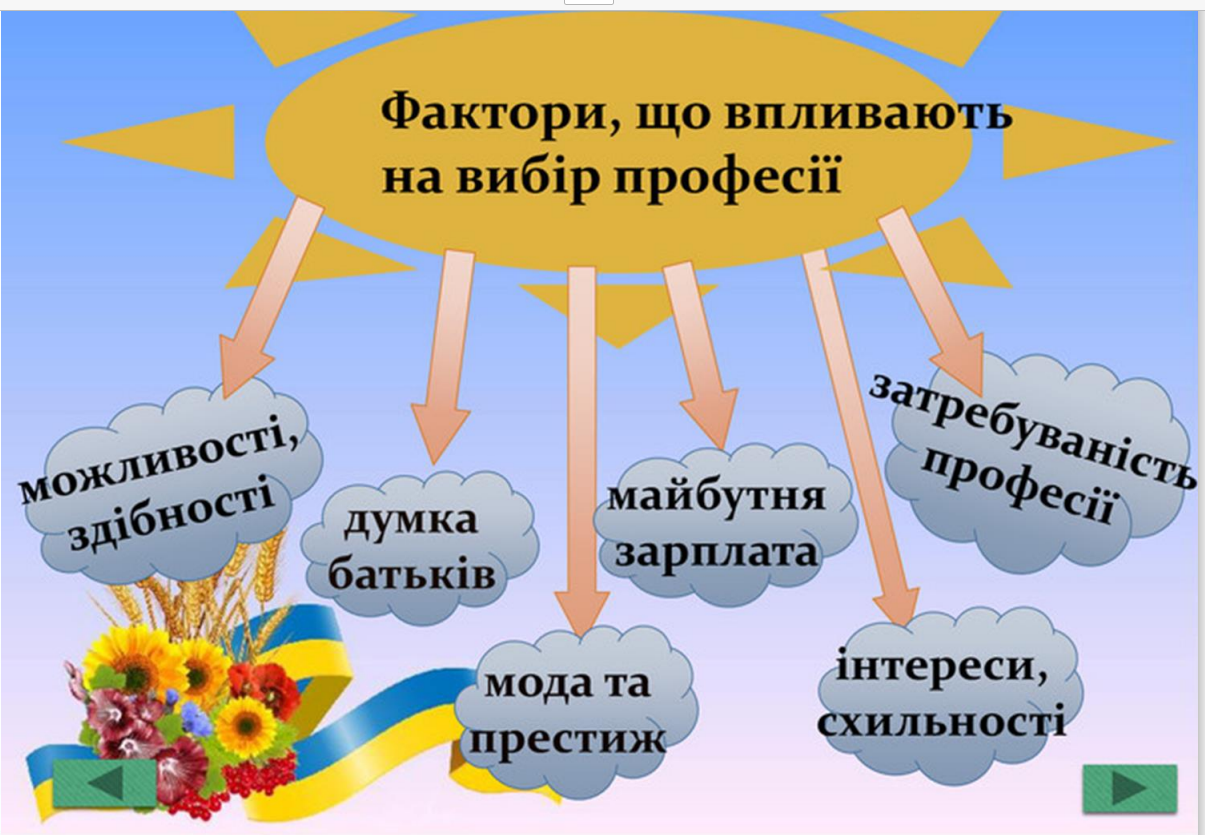 Фактори, що впливають
на вибір професії
можливості,
здібності
думка
батьків
мода та
престиж
майбутня
зарплата
інтереси,
схильності
затребуваність
професії